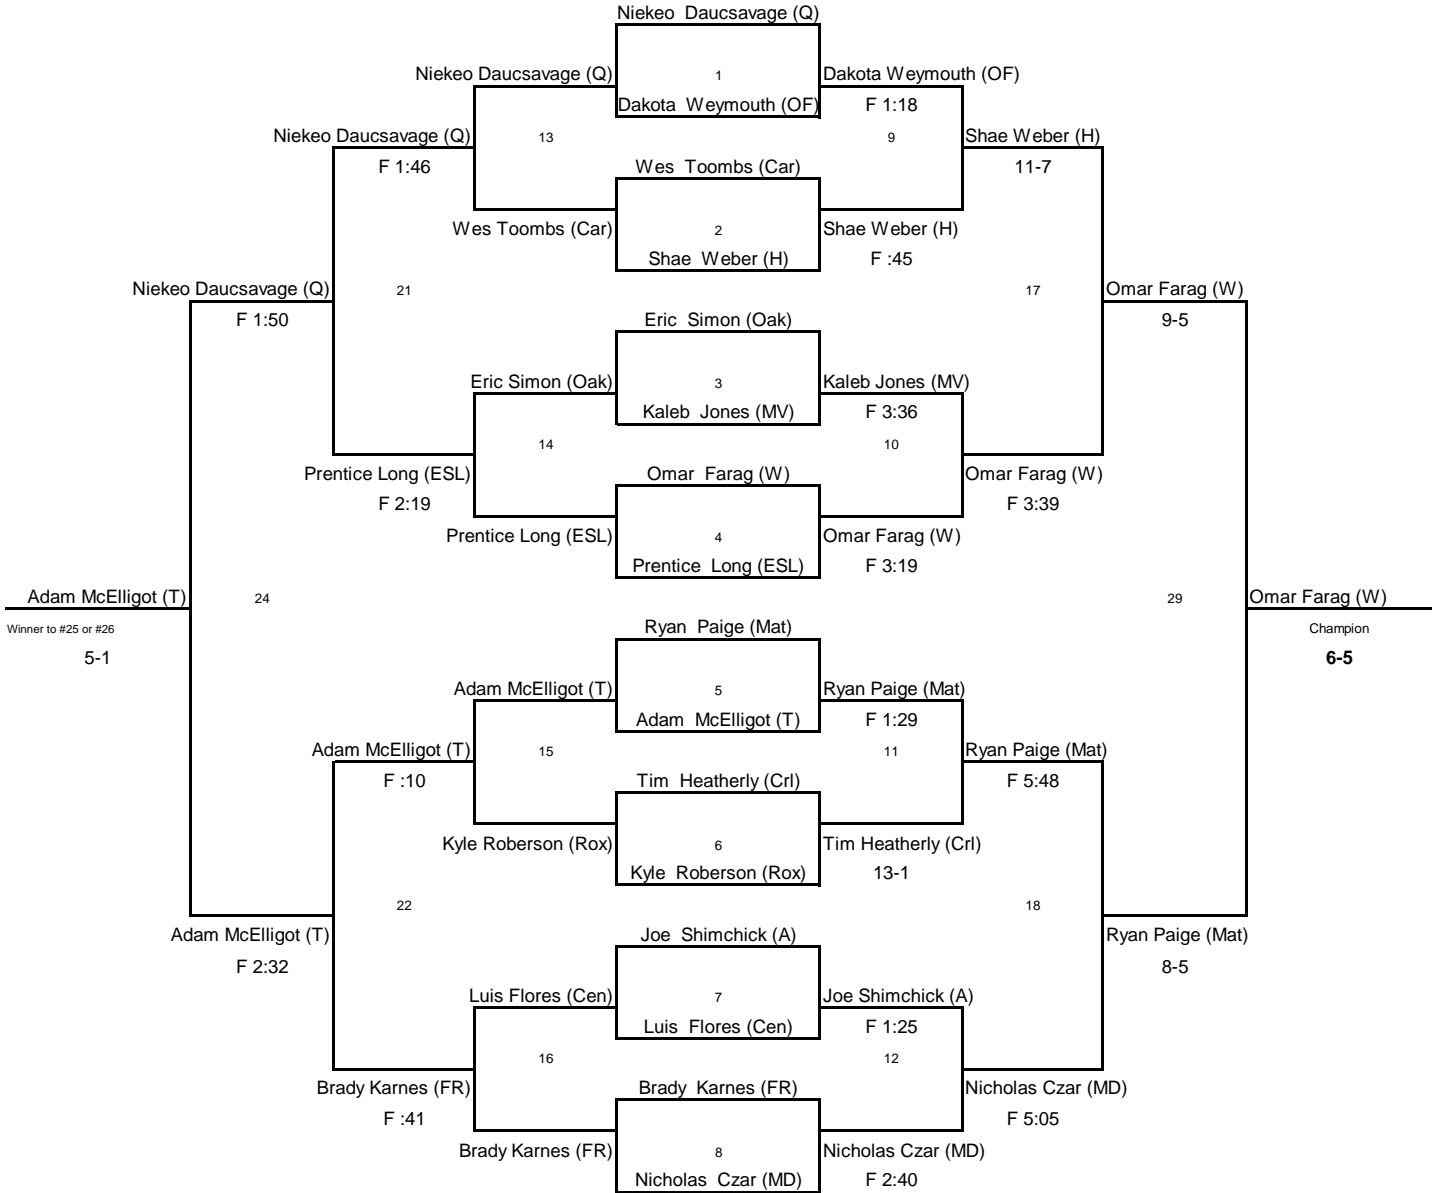 Niekeo Daucsavage (Q)
Niekeo Daucsavage (Q)
1
Dakota Weymouth (OF)
Dakota Weymouth (OF)
F 1:18
Niekeo Daucsavage (Q)
13
9
Shae Weber (H)
F 1:46
Wes Toombs (Car)
11-7
Wes Toombs (Car)
2
Shae Weber (H)
Shae Weber (H)
F :45
Niekeo Daucsavage (Q)
21
17
Omar Farag (W)
F 1:50
Eric Simon (Oak)
9-5
Eric Simon (Oak)
3
Kaleb Jones (MV)
Kaleb Jones (MV)
F 3:36
14
10
Prentice Long (ESL)
Omar Farag (W)
Omar Farag (W)
F 2:19
F 3:39
Prentice Long (ESL)
4
Omar Farag (W)
Prentice Long (ESL)
F 3:19
Adam McElligot (T)
24
29
Omar Farag (W)
Winner to #25 or #26
Ryan Paige (Mat)
Champion
5-1
6-5
Adam McElligot (T)
5
Ryan Paige (Mat)
Adam McElligot (T)
F 1:29
Adam McElligot (T)
15
11
Ryan Paige (Mat)
F :10
Tim Heatherly (Crl)
F 5:48
Kyle Roberson (Rox)
6
Tim Heatherly (Crl)
Kyle Roberson (Rox)
13-1
22
18
Adam McElligot (T)
Joe Shimchick (A)
Ryan Paige (Mat)
F 2:32
8-5
Luis Flores (Cen)
7
Joe Shimchick (A)
Luis Flores (Cen)
F 1:25
16
12
Brady Karnes (FR)
Brady Karnes (FR)
Nicholas Czar (MD)
F :41
F 5:05
Brady Karnes (FR)
8
Nicholas Czar (MD)
Nicholas Czar (MD)
F 2:40